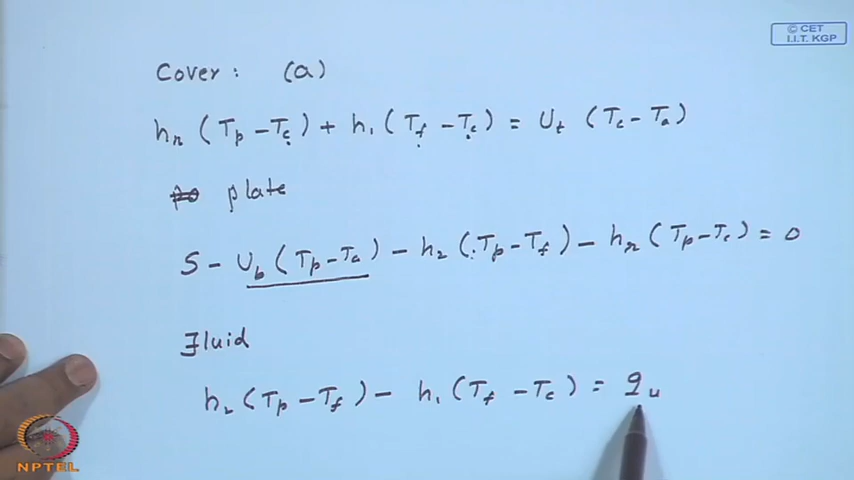 © CET
I.I.T. KGP
Cover: (a)
hr (Tp - Tc) + h1 (Tf - Tc) = Ut (Tc - Ta)
plate
S - Ub (Tp - Ta) - h2 (Tp - Tf) - hr (Tp - Tc) = 0
Fluid
h2 (Tp - Tf) - h1 (Tf - Tc) = qu
NPTEL